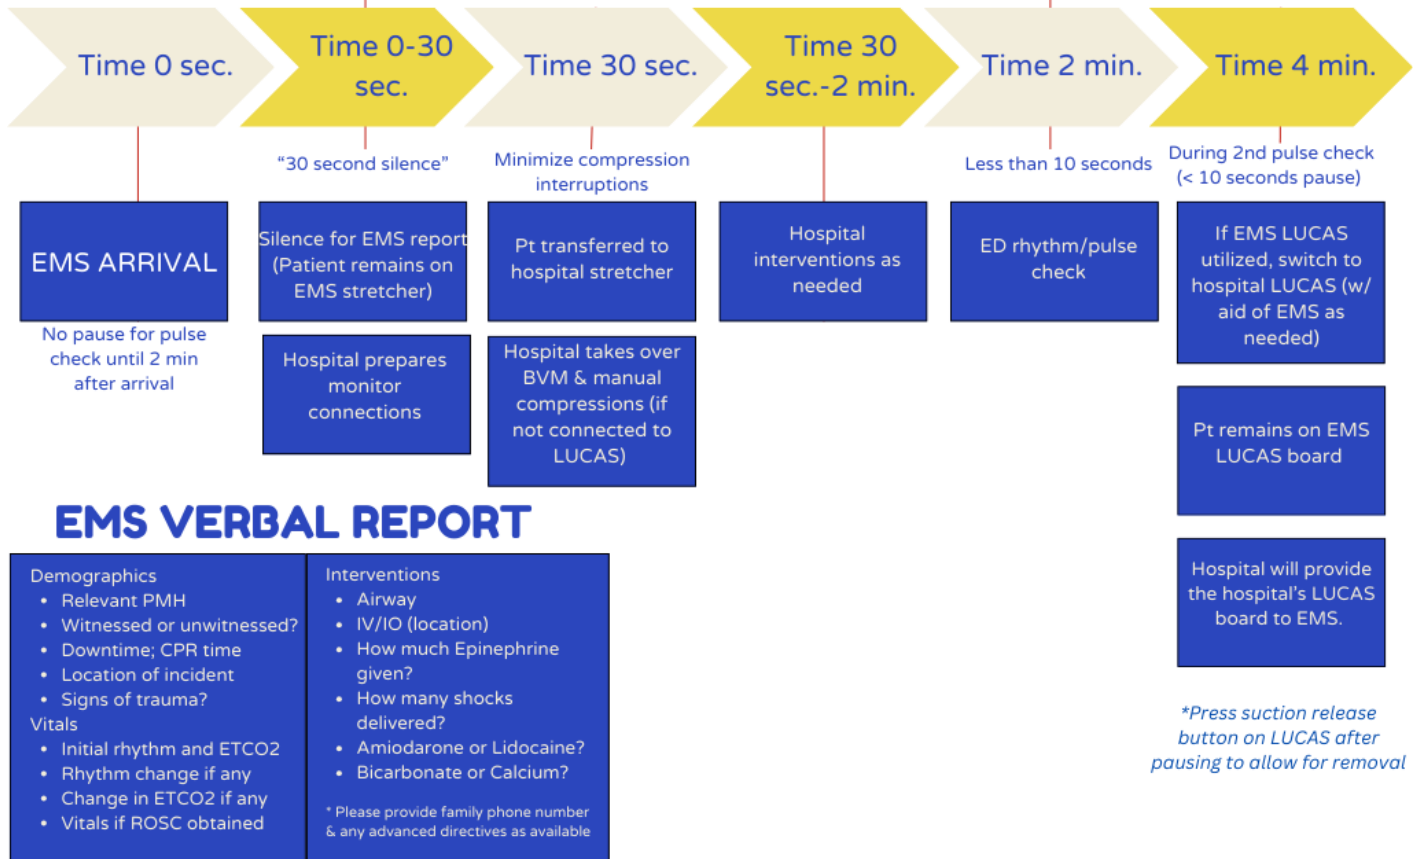 Time 0 sec.
Time 0-30
sec.
Time 30 sec.
Time 30
sec.-2 min.
Time 2 min.
Time 4 min.
“30 second silence”
Minimize compression
interruptions
Less than 10 seconds
During 2nd pulse check
(< 10 seconds pause)
EMS ARRIVAL
No pause for pulse
check until 2 min
after arrival
Silence for EMS report
(Patient remains on
EMS stretcher)
Hospital prepares
monitor
connections
Pt transferred to
hospital stretcher
Hospital takes over
BVM & manual
compressions (if
not connected to
LUCAS)
Hospital
interventions as
needed
ED rhythm/pulse
check
If EMS LUCAS
utilized, switch to
hospital LUCAS (w/
aid of EMS as
needed)
Pt remains on EMS
LUCAS board
Hospital will provide
the hospital's LUCAS
board to EMS.
*Press suction release
button on LUCAS after
pausing to allow for removal
EMS VERBAL REPORT
Demographics
• Relevant PMH
• Witnessed or unwitnessed?
• Downtime; CPR time
• Location of incident
• Signs of trauma?
Vitals
• Initial rhythm and ETCO2
• Rhythm change if any
• Change in ETCO2 if any
• Vitals if ROSC obtained
Interventions
• Airway
• IV/IO (location)
• How much Epinephrine
given?
• How many shocks
delivered?
• Amiodarone or Lidocaine?
• Bicarbonate or Calcium?
* Please provide family phone number
& any advanced directives as available